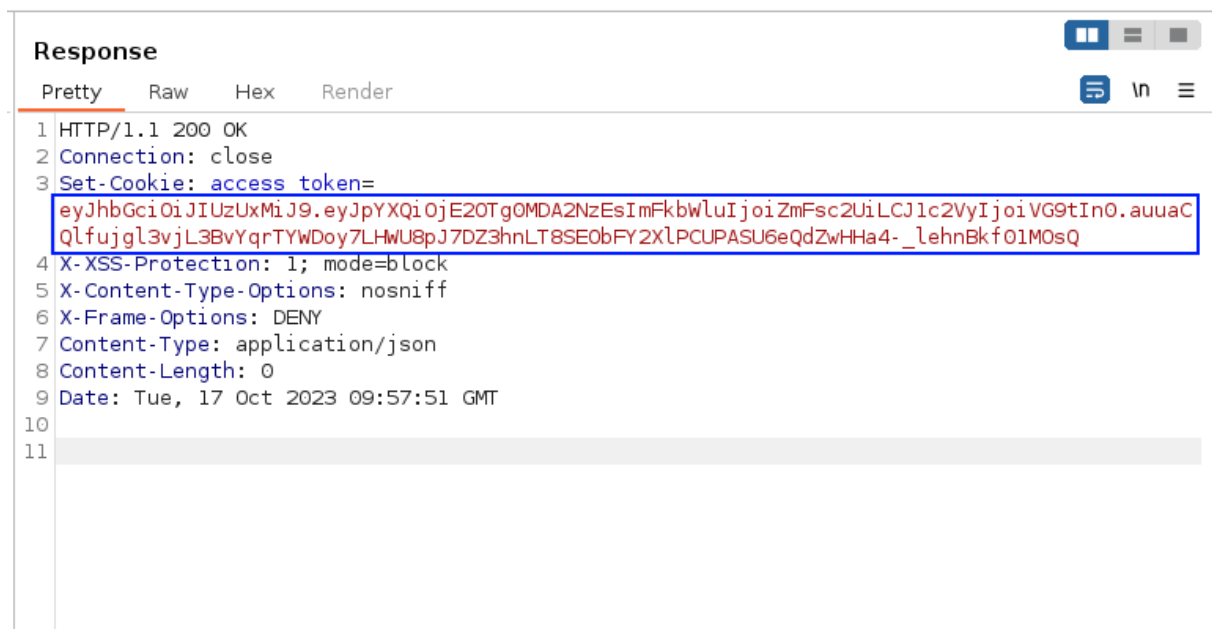 Response
Pretty Raw Hex Render \n
1 HTTP/1.1 200 OK
2 Connection: close
3 Set-Cookie: access_token=
eyJhbGciOiJIUzUxMiJ9.eyJpYXQiOjE2OTg0MDA2NzEsImFkbWluIjoiZmFsc2UiLCJ1c2VyIjoiVG9tIn0.auuaC
Qlfujgl3vjL3BvYqrTYWDoy7LHWU8pJ7DZ3hnLT8SEObFY2XlPCUPASU6eQdZwHHa4-_lehnBkf01MOsQ
4 X-XSS-Protection: 1; mode=block
5 X-Content-Type-Options: nosniff
6 X-Frame-Options: DENY
7 Content-Type: application/json
8 Content-Length: 0
9 Date: Tue, 17 Oct 2023 09:57:51 GMT
10
11